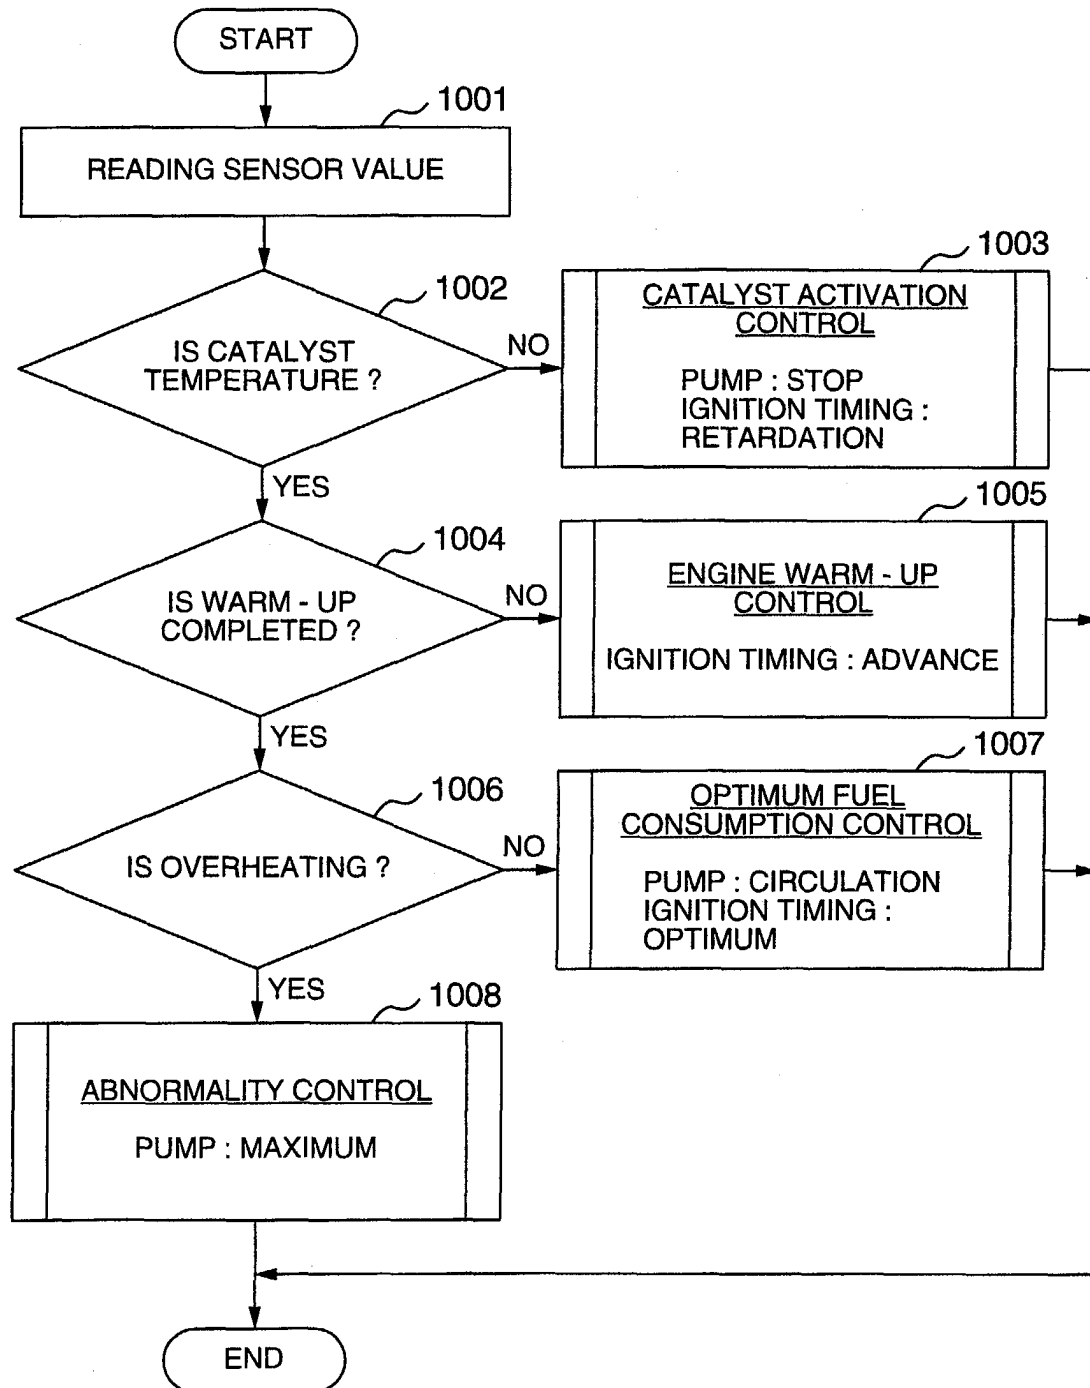 START
1001
READING SENSOR VALUE
1002
IS CATALYST
TEMPERATURE ?
NO
YES
1003
CATALYST ACTIVATION
CONTROL
PUMP : STOP
IGNITION TIMING :
RETARDATION
1004
IS WARM - UP
COMPLETED ?
NO
YES
1005
ENGINE WARM - UP
CONTROL
IGNITION TIMING : ADVANCE
1006
IS OVERHEATING ?
NO
YES
1007
OPTIMUM FUEL
CONSUMPTION CONTROL
PUMP : CIRCULATION
IGNITION TIMING :
OPTIMUM
1008
ABNORMALITY CONTROL
PUMP : MAXIMUM
END